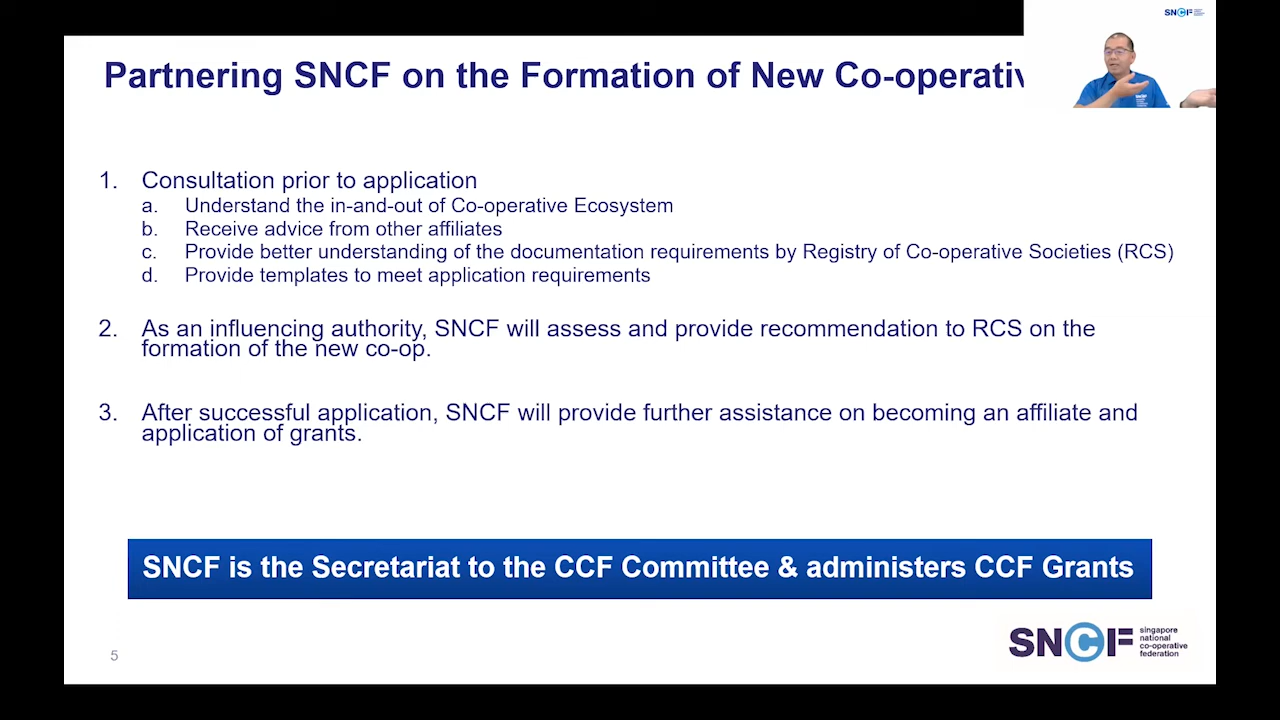 SNCF
Partnering SNCF on the Formation of New Co-operativ
1. Consultation prior to application
a. Understand the in-and-out of Co-operative Ecosystem
b. Receive advice from other affiliates
c. Provide better understanding of the documentation requirements by Registry of Co-operative Societies (RCS)
d. Provide templates to meet application requirements
2. As an influencing authority, SNCF will assess and provide recommendation to RCS on the
formation of the new co-op.
3. After successful application, SNCF will provide further assistance on becoming an affiliate and
application of grants.
SNCF is the Secretariat to the CCF Committee & administers CCF Grants
5
SNCF
singapore
national
co-operative
federation